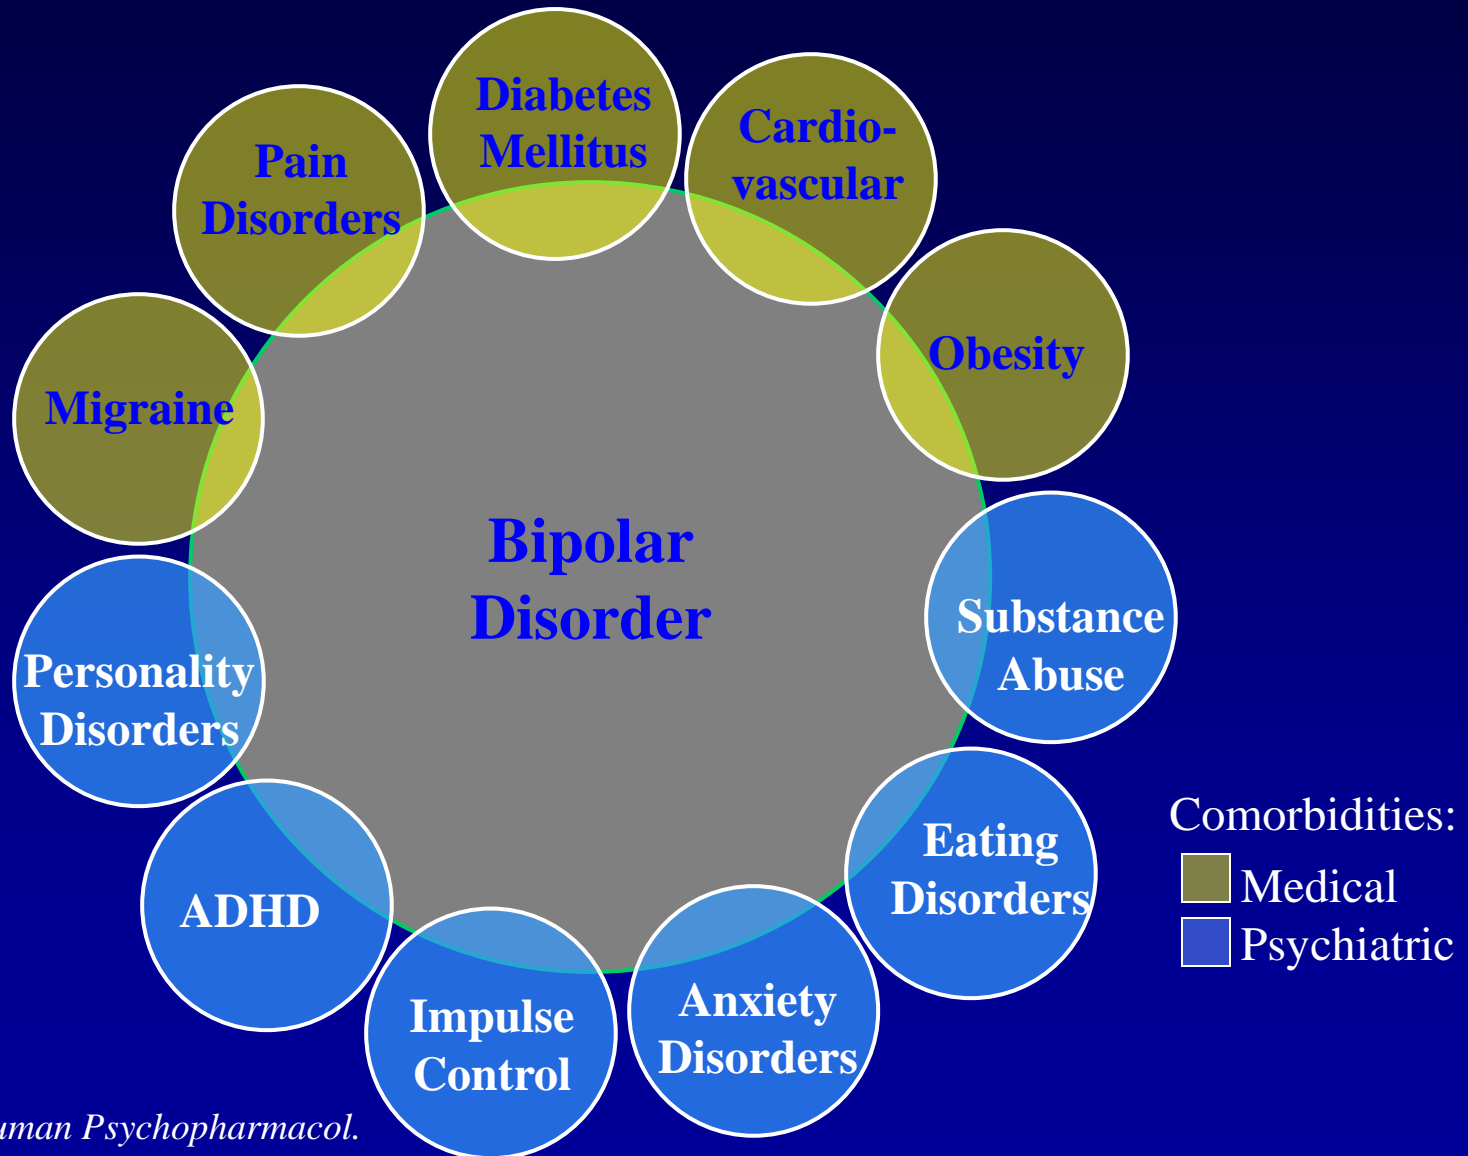 Diabetes
Mellitus
Cardio-
vascular
Pain
Disorders
Obesity
Migraine
Bipolar
Disorder
Substance
Abuse
Personality
Disorders
Eating
Disorders
ADHD
Impulse
Control
Anxiety
Disorders
Comorbidities:
Medical
Psychiatric
Psychopharmacol.